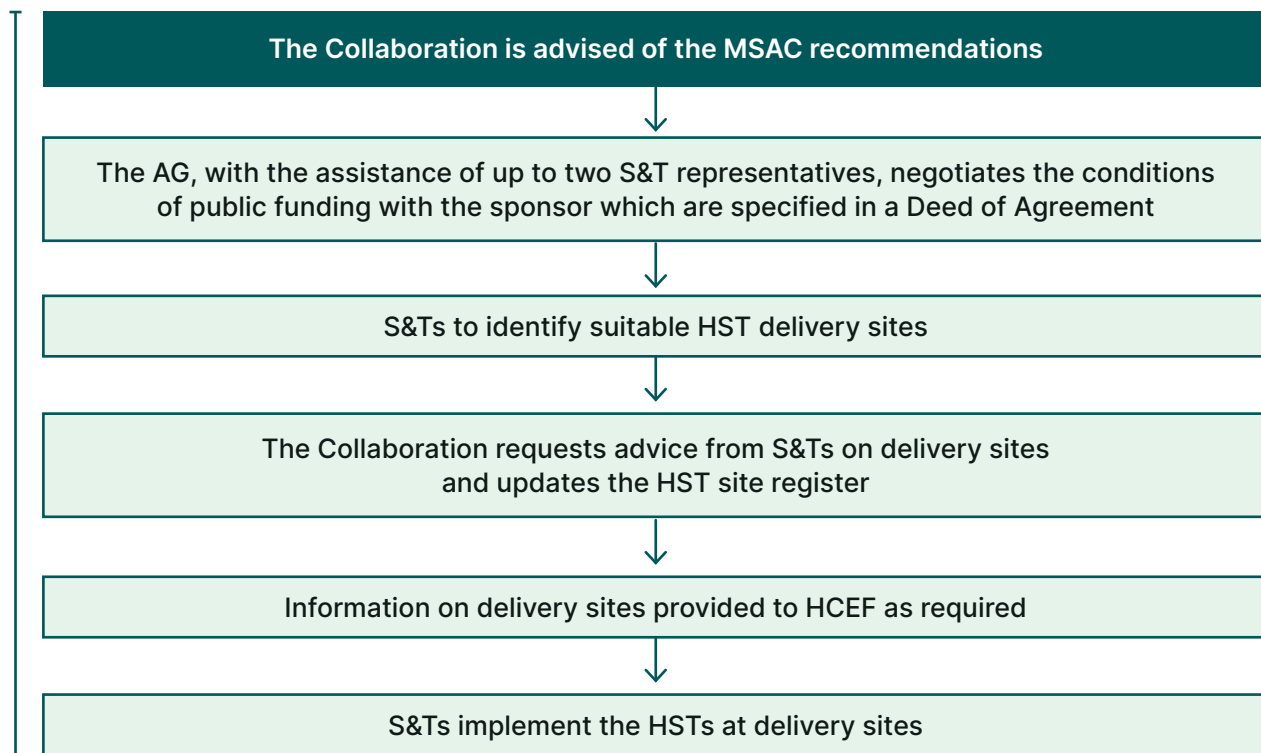 The Collaboration is advised of the MSAC recommendations
The AG, with the assistance of up to two S&T representatives, negotiates the conditions
of public funding with the sponsor which are specified in a Deed of Agreement
S&Ts to identify suitable HST delivery sites
The Collaboration requests advice from S&Ts on delivery sites
and updates the HST site register
Information on delivery sites provided to HCEF as required
S&Ts implement the HSTs at delivery sites